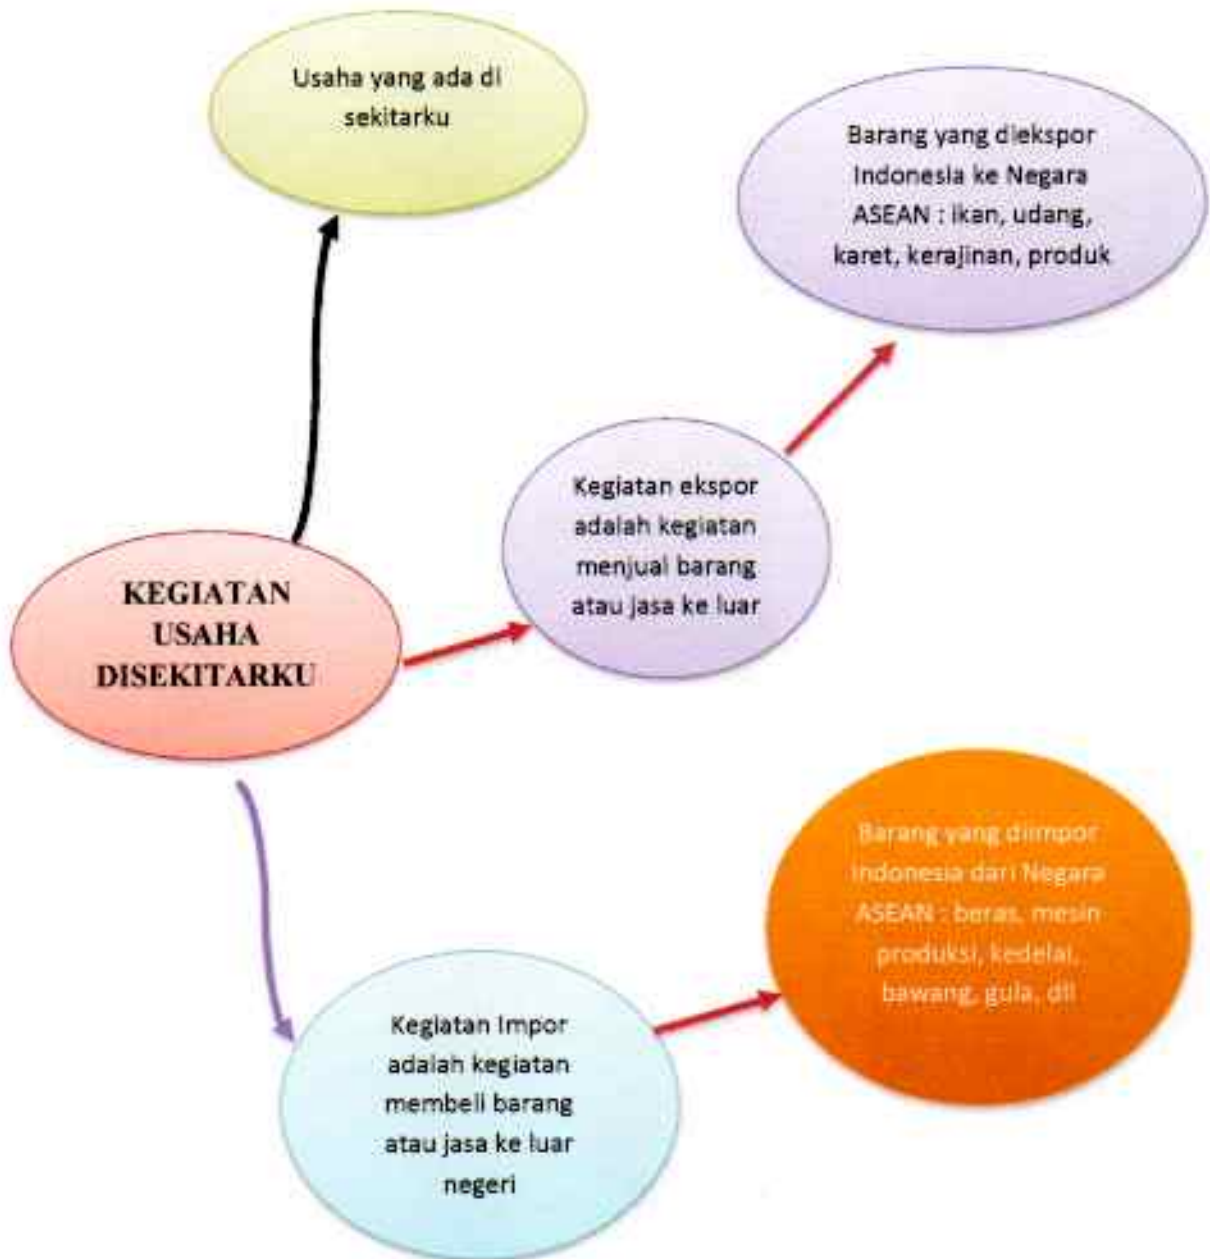 Usaha yang ada di
sekitarku
Barang yang diekspor
Indonesia ke Negara
ASEAN : ikan, udang,
karet, kerajinan, produk
Kegiatan ekspor
adalah kegiatan
menjual barang
atau jasa ke luar
KEGIATAN
USAHA
DISEKITARKU
Barang yang diimpor
Indonesia dari Negara
ASEAN : beras, mesin
produksi, kedelai,
bawang, gula, dll
Kegiatan Impor
adalah kegiatan
membeli barang
atau jasa ke luar
negeri